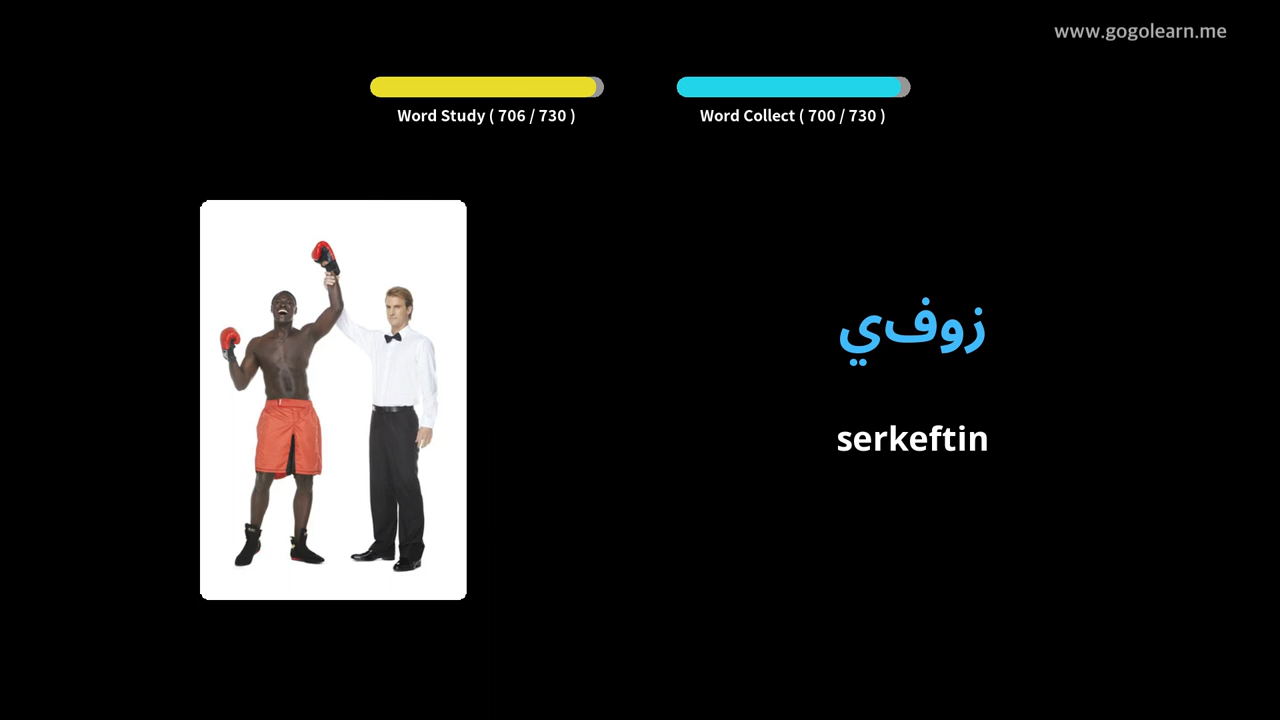 www.gogolearn.me
Word Study ( 706 / 730 )
Word Collect ( 700 / 730 )
زوفي
serkeftin